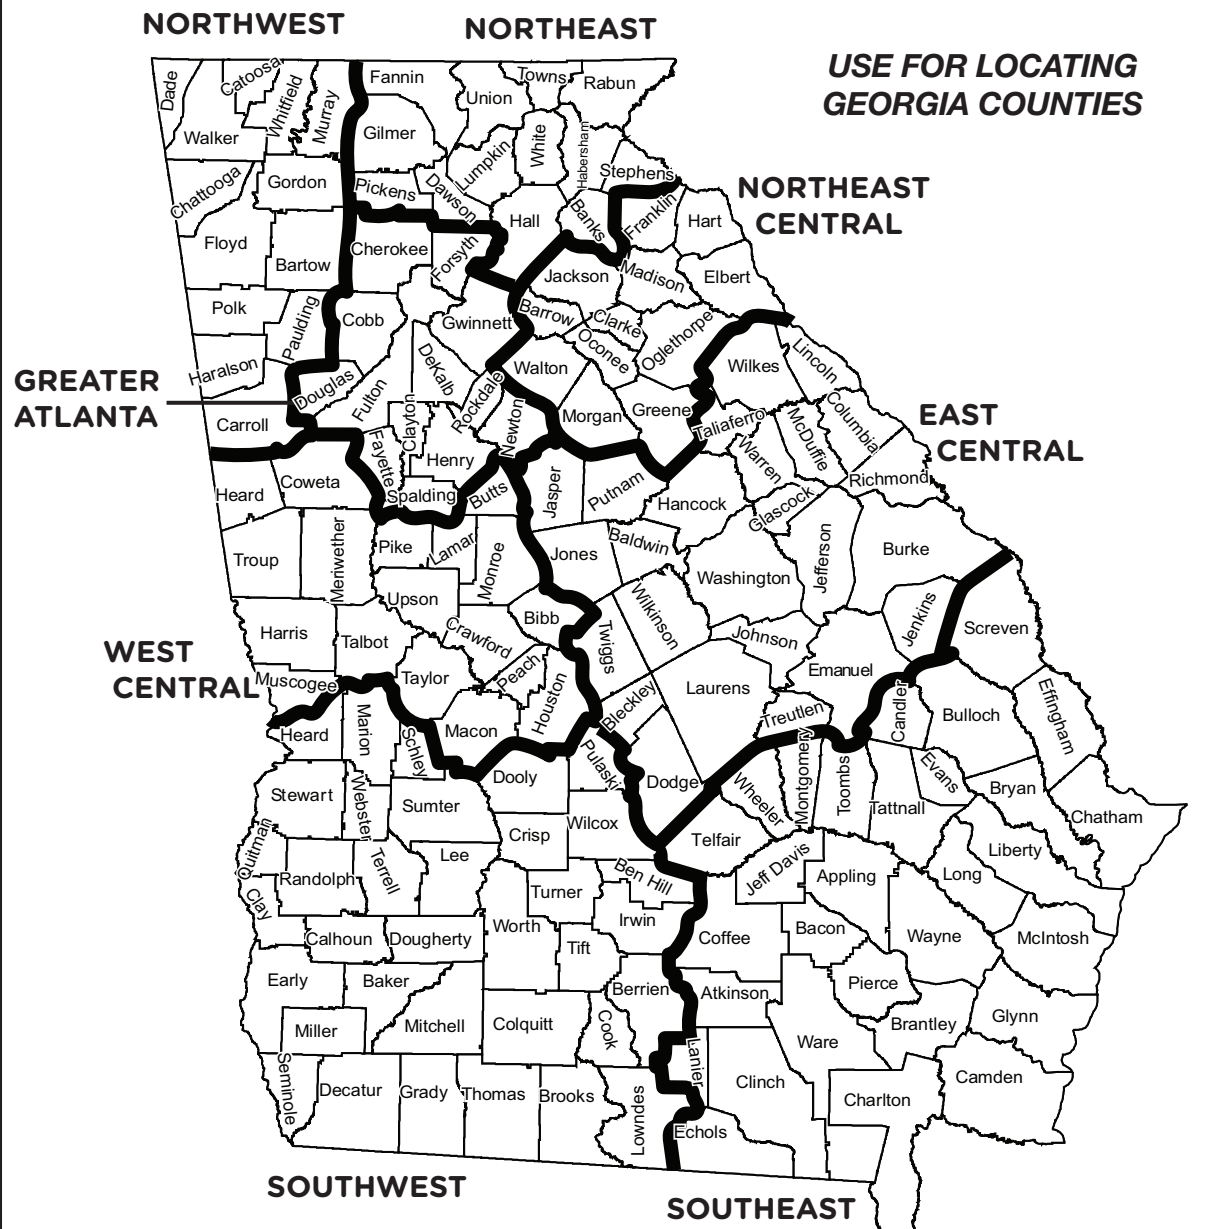 NORTHWEST
NORTHEAST
USE FOR LOCATING
GEORGIA COUNTIES
Dade
Catoosa
Whitfield
Murray
Fannin
Union
Towns
Rabun
Walker
Gilmer
Lumpkin
White
Habersham
Stephens
Chattooga
Gordon
Pickens
Dawson
Hall
Banks
Franklin
Hart
NORTHEAST
CENTRAL
Floyd
Bartow
Cherokee
Forsyth
Jackson
Madison
Elbert
Polk
Paulding
Cobb
Gwinnett
Barrow
Clarke
Oconee
Oglethorpe
Wilkes
Lincoln
Haralson
Douglas
Fulton
DeKalb
Rockdale
Walton
GREATER
ATLANTA
Carroll
Clayton
Newton
Morgan
Greene
Taliaferro
McDuffie
Columbia
EAST
CENTRAL
Heard
Coweta
Fayette
Henry
Spalding
Butts
Jasper
Putnam
Hancock
Warren
Glascock
Richmond
Troup
Meriwether
Pike
Lamar
Monroe
Jones
Baldwin
Washington
Jefferson
Burke
Upson
Bibb
Twiggs
Wilkinson
Johnson
Jenkins
Screven
Harris
Talbot
Crawford
Peach
Emanuel
WEST
CENTRAL
Muscogee
Taylor
Houston
Bleckley
Laurens
Treutlen
Candler
Bulloch
Effingham
Heard
Marion
Schley
Macon
Pulaski
Dodge
Wheeler
Montgomery
Toombs
Tattnall
Evans
Bryan
Chatham
Stewart
Webster
Sumter
Dooly
Crisp
Wilcox
Telfair
Jeff Davis
Appling
Long
Liberty
Quitman
Randolph
Terrell
Lee
Turner
Ben Hill
Clay
Calhoun
Dougherty
Worth
Tift
Irwin
Coffee
Bacon
Wayne
McIntosh
Early
Baker
Berrien
Atkinson
Pierce
Miller
Mitchell
Colquitt
Cook
Lanier
Ware
Brantley
Glynn
Seminole
Decatur
Grady
Thomas
Brooks
Lowndes
Echols
Clinch
Charlton
Camden
SOUTHWEST
SOUTHEAST